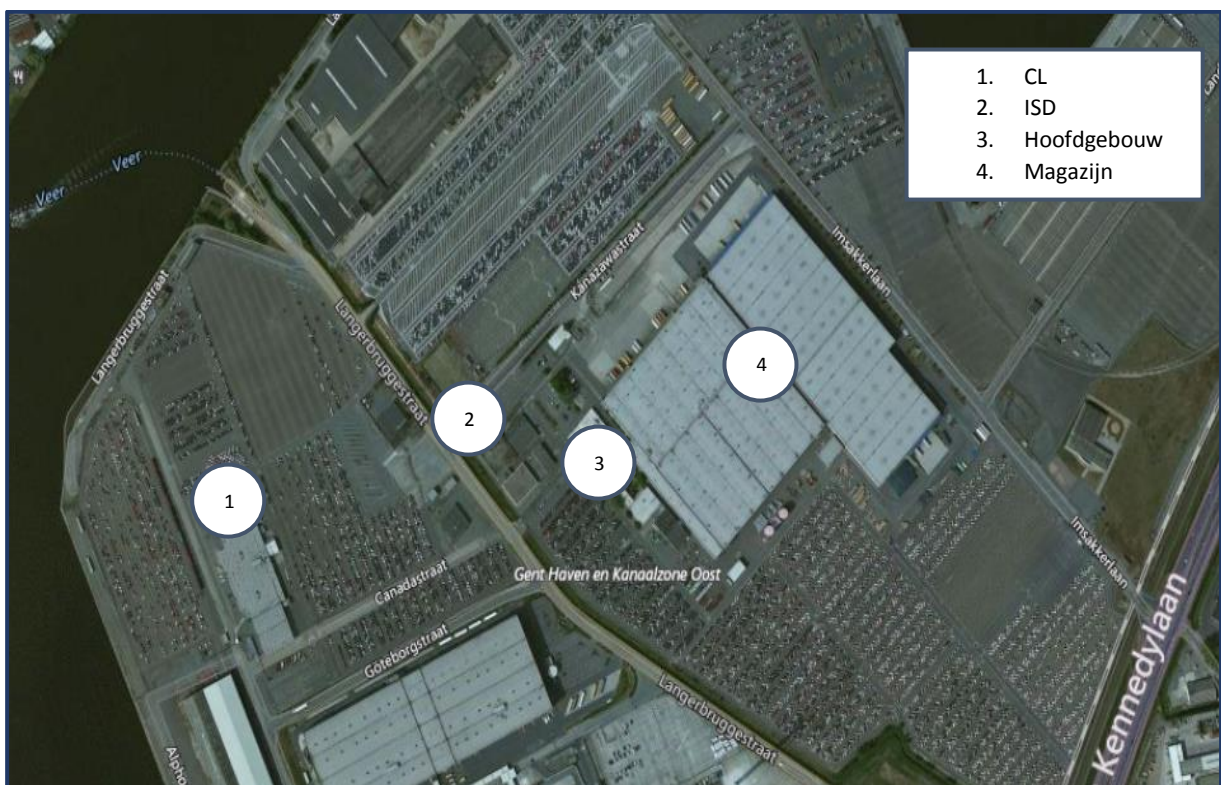 1. CL
2. ISD
3. Hoofdgebouw
4. Magazijn
Veer
Veer
Langerbruggestraat
Langerbruggestraat
Kanazawastraat
Imsakkerlaan
4
2
3
1
Imsakkerlaan
Canadastraat
Gent Haven en Kanaalzone Oost
Göteborgstraat
Langerbruggestraat
Kennedylaan